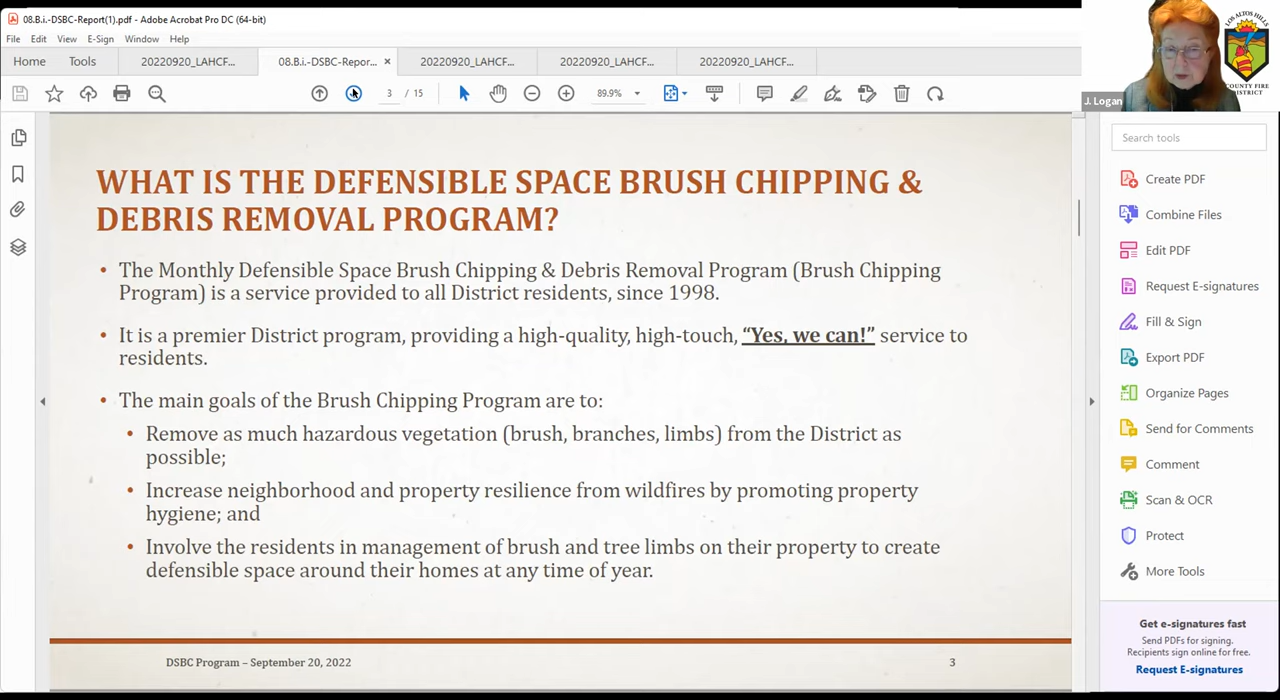 08.B.i.-DSBC-Report(1).pdf - Adobe Acrobat Pro DC (64-bit)
File Edit View E-Sign Window Help
Home Tools 20220920_LAHCF... 08.B.i.-DSBC-Repor... × 20220920_LAHCF... 20220920_LAHCF... 20220920_LAHCF...
3 / 15 89.9%
LOS ALTOS HILLS
COUNTY FIRE
DISTRICT
J. Logan
WHAT IS THE DEFENSIBLE SPACE BRUSH CHIPPING &
DEBRIS REMOVAL PROGRAM?
• The Monthly Defensible Space Brush Chipping & Debris Removal Program (Brush Chipping
Program) is a service provided to all District residents, since 1998.
• It is a premier District program, providing a high-quality, high-touch, “Yes, we can!” service to
residents.
• The main goals of the Brush Chipping Program are to:
• Remove as much hazardous vegetation (brush, branches, limbs) from the District as
possible;
• Increase neighborhood and property resilience from wildfires by promoting property
hygiene; and
• Involve the residents in management of brush and tree limbs on their property to create
defensible space around their homes at any time of year.
DSBC Program – September 20, 2022 3
Search tools
Create PDF
Combine Files
Edit PDF
Request E-signatures
Fill & Sign
Export PDF
Organize Pages
Send for Comments
Comment
Scan & OCR
Protect
More Tools
Get e-signatures fast
Send PDFs for signing.
Recipients sign online for free.
Request E-signatures